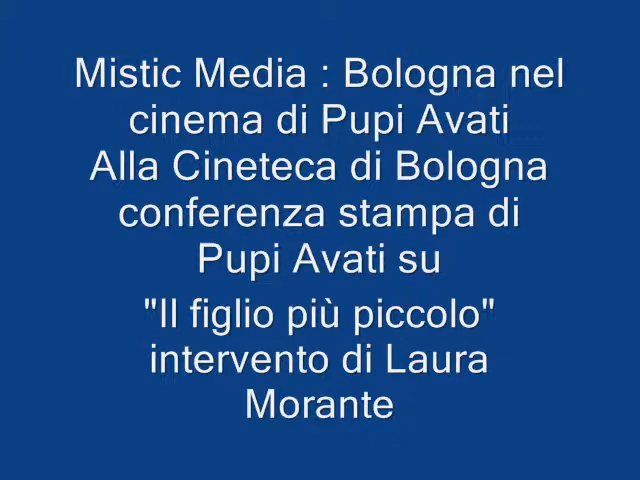 Mistic Media : Bologna nel
cinema di Pupi Avati
Alla Cineteca di Bologna
conferenza stampa di
Pupi Avati su
"Il figlio più piccolo"
intervento di Laura
Morante